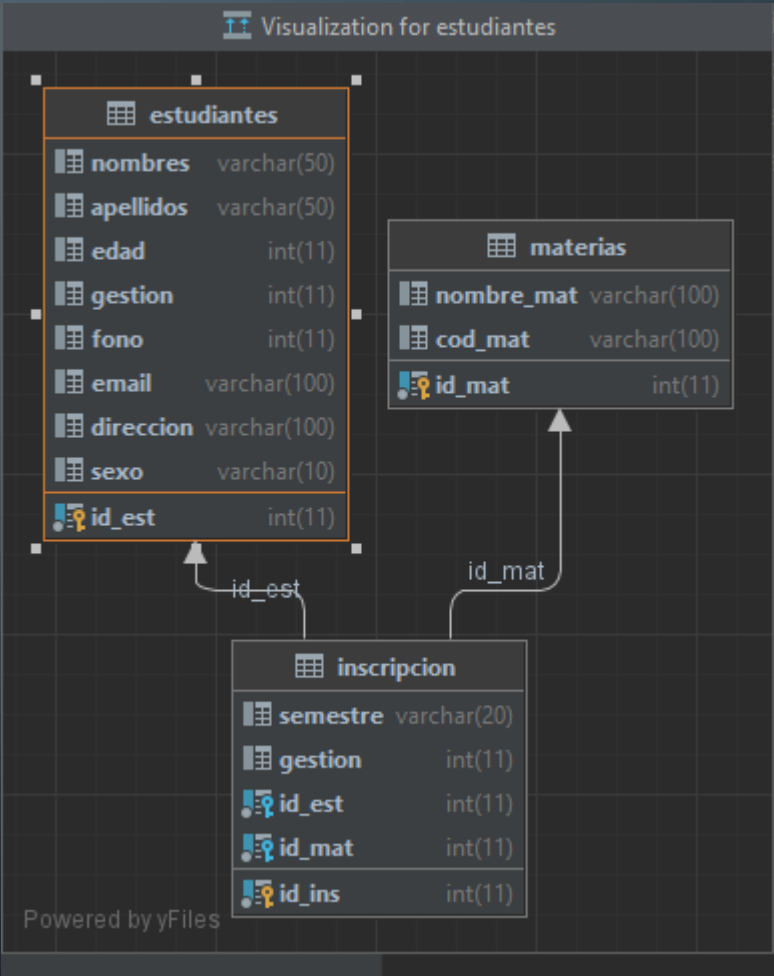 Visualization for estudiantes
estudiantes
nombres varchar(50)
apellidos varchar(50)
edad int(11)
gestion int(11)
fono int(11)
email varchar(100)
direccion varchar(100)
sexo varchar(10)
id_est int(11)
materias
nombre_mat varchar(100)
cod_mat varchar(100)
id_mat int(11)
id_est
id_mat
inscripcion
semestre varchar(20)
gestion int(11)
id_est int(11)
id_mat int(11)
id_ins int(11)
Powered by yFiles